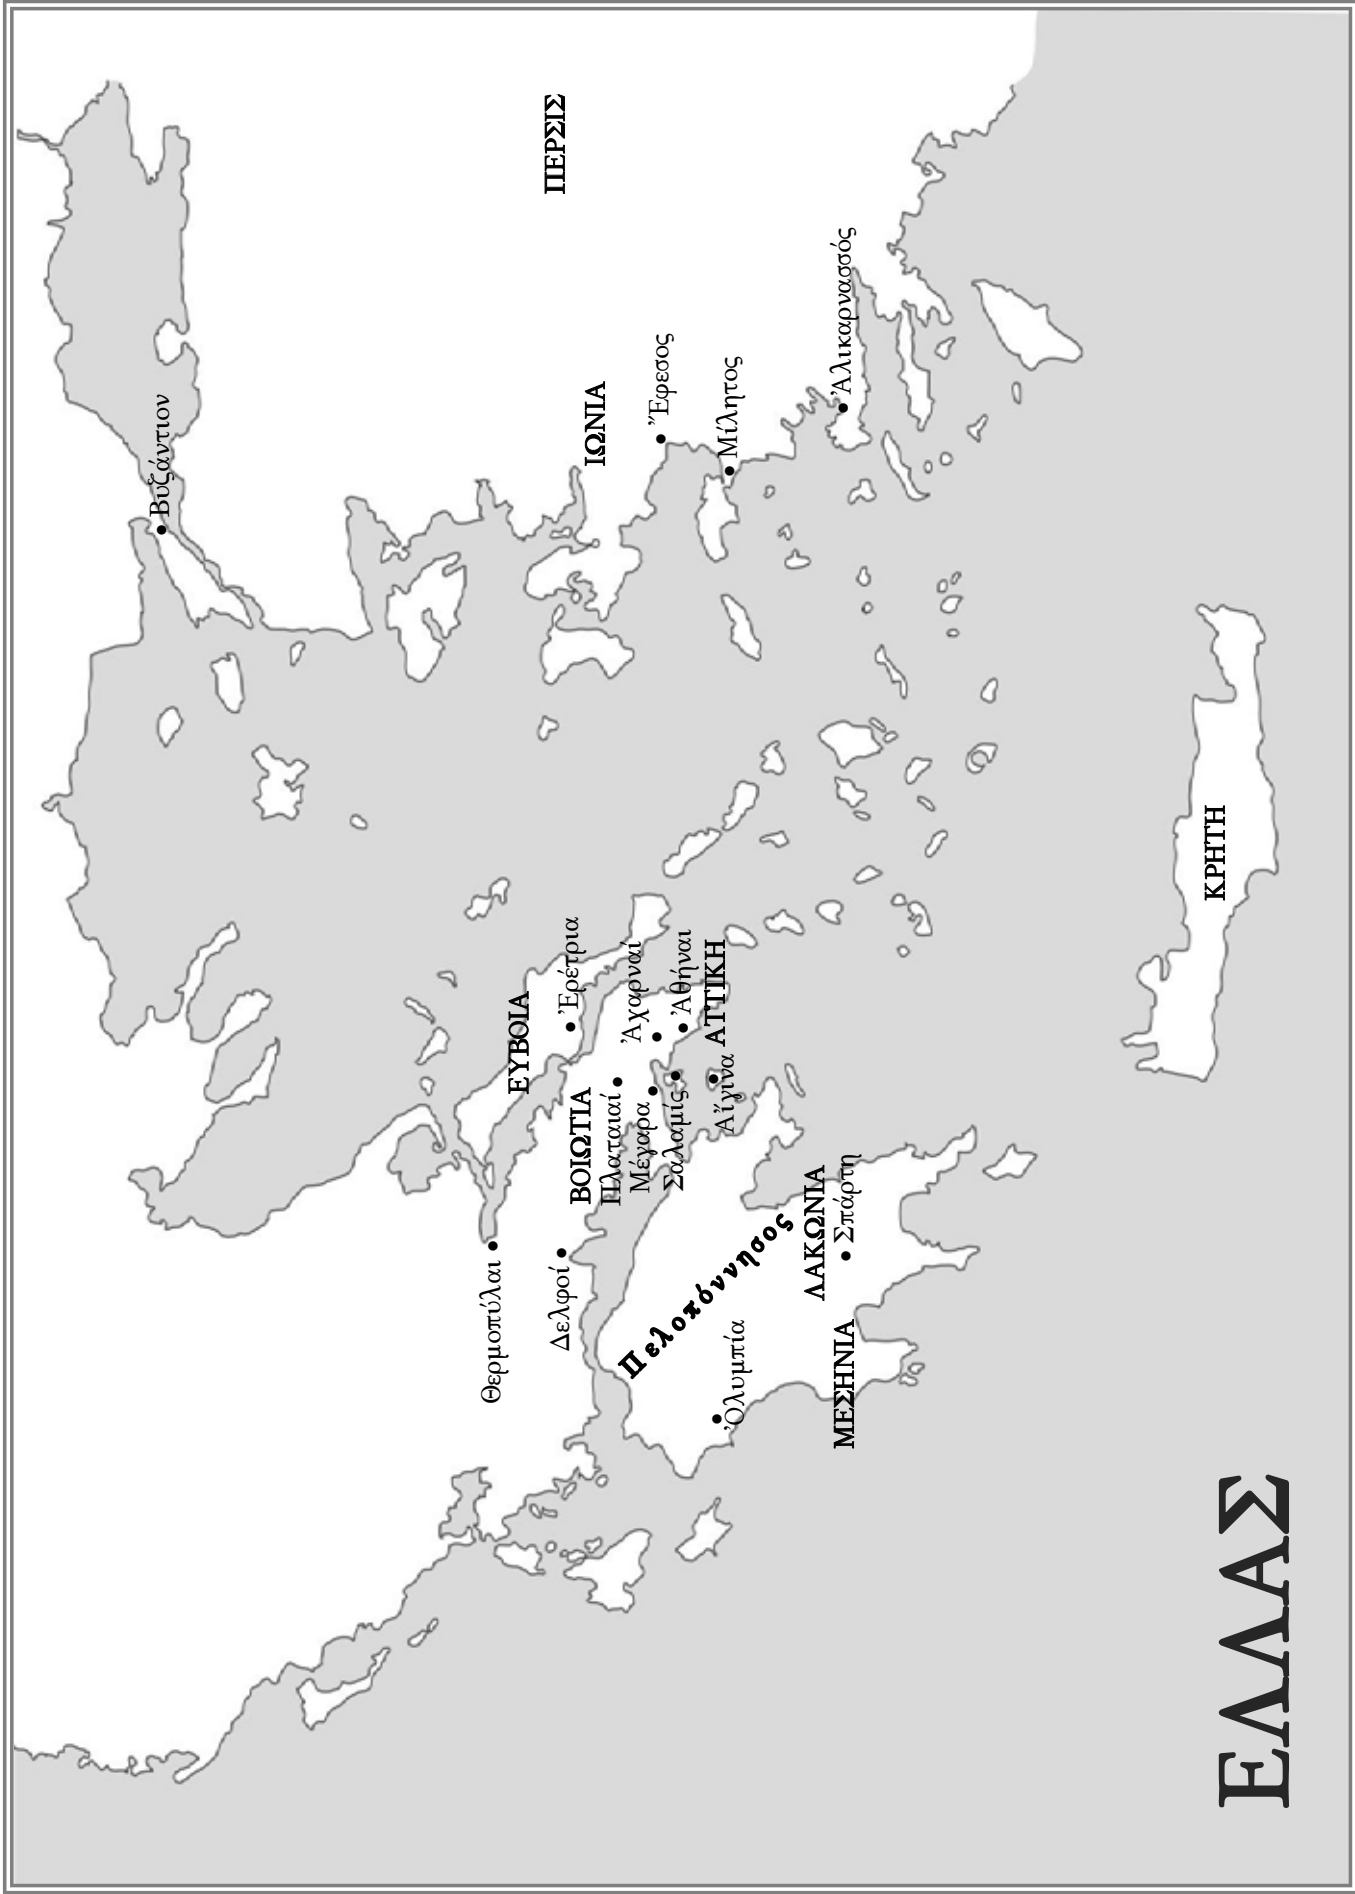 Βυζάντιον
ΠΕΡΣΙΣ
ΙΩΝΙΑ
Ἔφεσος
Μίλητος
Ἁλικαρνασσός
Θερμοπύλαι
Δελφοί
ΕΥΒΟΙΑ
Ἐρέτρια
ΒΟΙΩΤΙΑ
Πλαταιαί
Ἀχαρναί
Μέγαρα
Ἀθῆναι
Σαλαμίς
ΑΤΤΙΚΗ
Αἴγινα
Πελοπόννησος
Ὀλυμπία
ΛΑΚΩΝΙΑ
Σπάρτη
ΜΕΣΗΝΙΑ
ΚΡΗΤΗ
ΕΛΛΑΣ